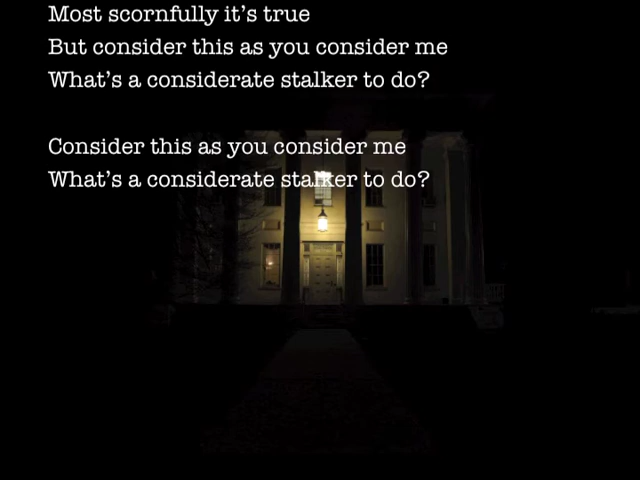 Most scornfully it's true
But consider this as you consider me
What's a considerate stalker to do?
Consider this as you consider me
What's a considerate stalker to do?